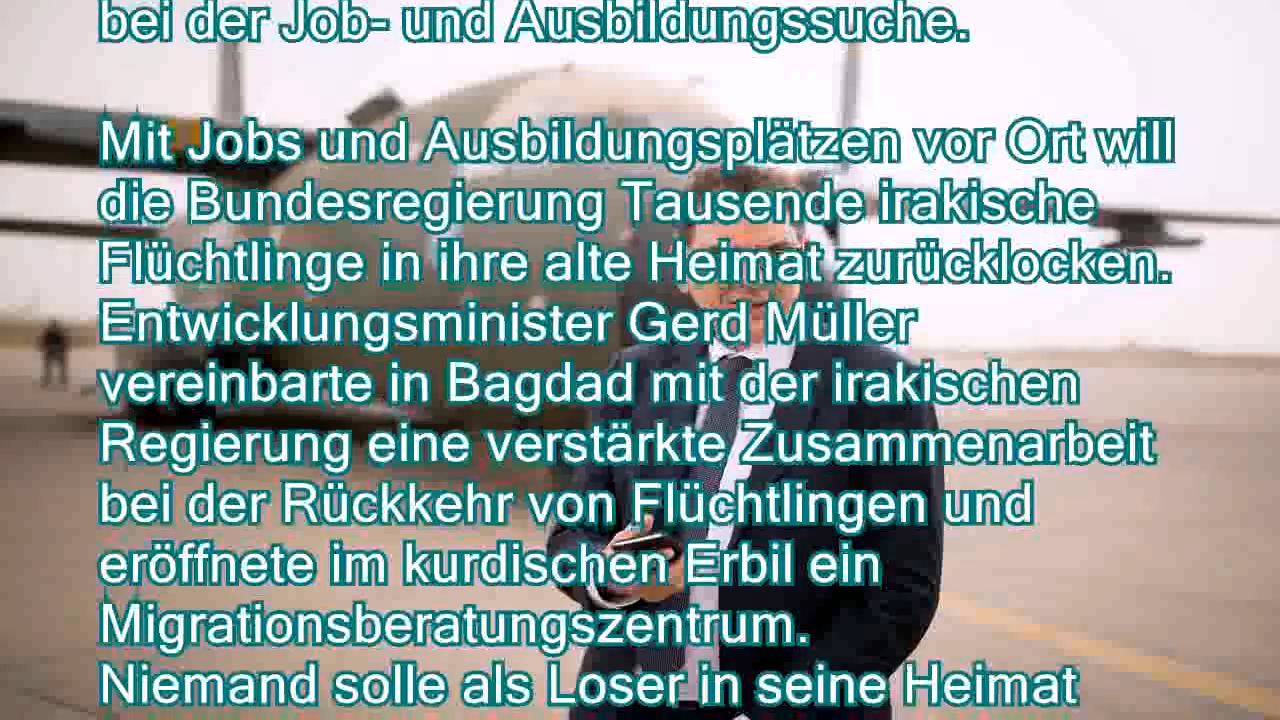 bei der Job- und Ausbildungssuche.
Mit Jobs und Ausbildungsplätzen vor Ort will
die Bundesregierung Tausende irakische
Flüchtlinge in ihre alte Heimat zurücklocken.
Entwicklungsminister Gerd Müller
vereinbarte in Bagdad mit der irakischen
Regierung eine verstärkte Zusammenarbeit
bei der Rückkehr von Flüchtlingen und
eröffnete im kurdischen Erbil ein
Migrationsberatungszentrum.
Niemand solle als Loser in seine Heimat